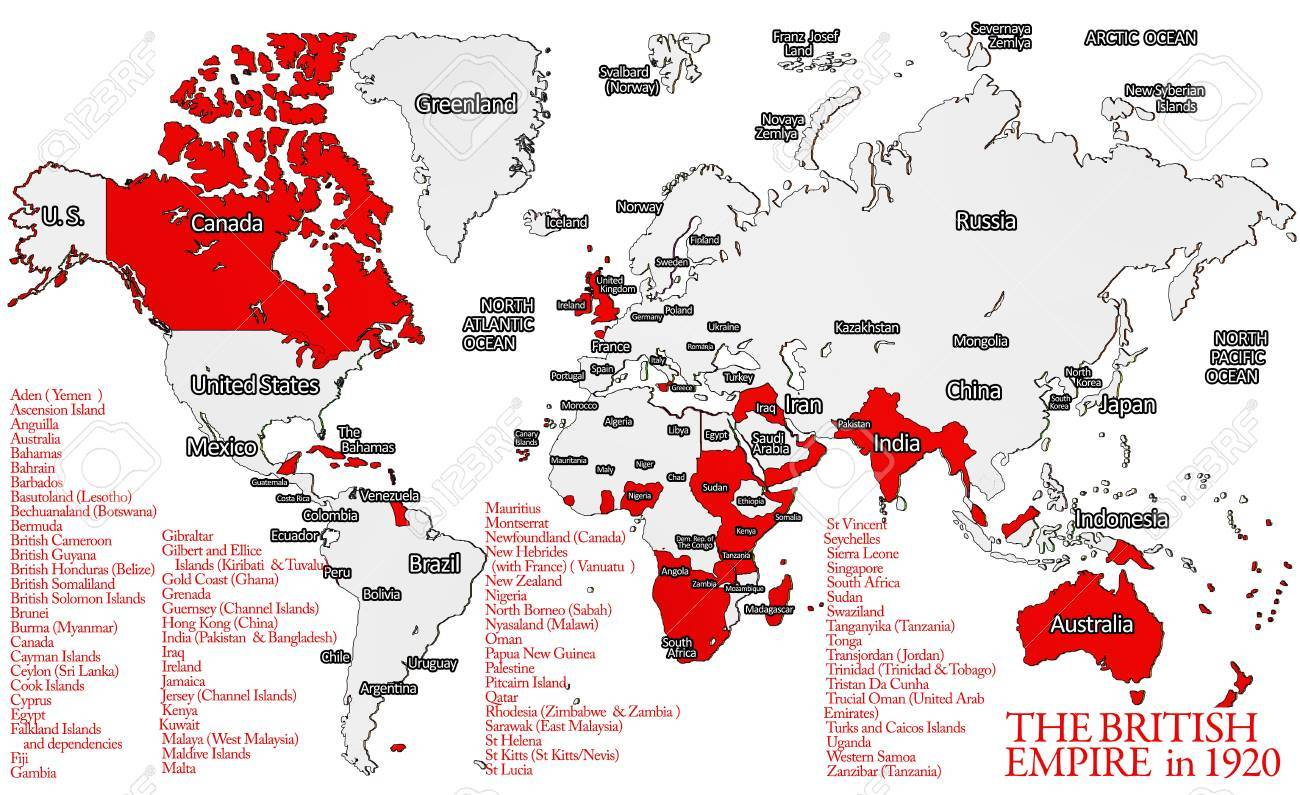 Severnaya
Zemlya
Franz Josef
Land
ARCTIC OCEAN
Svalbard
(Norway)
Greenland
New Syberian
Islands
Novaya
Zemlya
U. S.
Canada
Iceland
Norway
Finland
Sweden
Russia
United
Kingdom
Ireland
NORTH
ATLANTIC
OCEAN
Germany
Poland
Ukraine
Kazakhstan
Mongolia
NORTH
PACIFIC
OCEAN
France
Romania
Italy
Portugal
Spain
Greece
Turkey
United States
China
North
Korea
South
Korea
Japan
Morocco
Algeria
Libya
Egypt
Iraq
Iran
Saudi
Arabia
Pakistan
India
Mexico
The
Bahamas
Canary
Islands
Mauritania
Maly
Niger
Chad
Sudan
Guatemala
Costa Rica
Venezuela
Colombia
Ecuador
Nigeria
Ethiopia
Somalia
Kenya
Indonesia
Dem. Rep. of
The Congo
Tanzania
Peru
Brazil
Bolivia
Angola
Zambia
Mozambique
Madagascar
South
Africa
Australia
Chile
Uruguay
Argentina
Aden ( Yemen )
Ascension Island
Anguilla
Australia
Bahamas
Bahrain
Barbados
Basutoland (Lesotho)
Bechuanaland (Botswana)
Bermuda
British Cameroon
British Guyana
British Honduras (Belize)
British Somaliland
British Solomon Islands
Brunei
Burma (Myanmar)
Canada
Cayman Islands
Ceylon (Sri Lanka)
Cook Islands
Cyprus
Egypt
Falkland Islands
and dependencies
Fiji
Gambia
Gibraltar
Gilbert and Ellice
Islands (Kiribati & Tuvalu
Gold Coast (Ghana)
Grenada
Guernsey (Channel Islands)
Hong Kong (China)
India (Pakistan & Bangladesh)
Iraq
Ireland
Jamaica
Jersey (Channel Islands)
Kenya
Kuwait
Malaya (West Malaysia)
Maldive Islands
Malta
Mauritius
Montserrat
Newfoundland (Canada)
New Hebrides
(with France) ( Vanuatu )
New Zealand
Nigeria
North Borneo (Sabah)
Nyasaland (Malawi)
Oman
Papua New Guinea
Palestine
Pitcairn Island
Qatar
Rhodesia (Zimbabwe & Zambia )
Sarawak (East Malaysia)
St Helena
St Kitts (St Kitts/Nevis)
St Lucia
St Vincent
Seychelles
Sierra Leone
Singapore
South Africa
Sudan
Swaziland
Tanganyika (Tanzania)
Tonga
Transjordan (Jordan)
Trinidad (Trinidad & Tobago)
Tristan Da Cunha
Trucial Oman (United Arab
Emirates)
Turks and Caicos Islands
Uganda
Western Samoa
Zanzibar (Tanzania)
THE BRITISH
EMPIRE in 1920
123RF